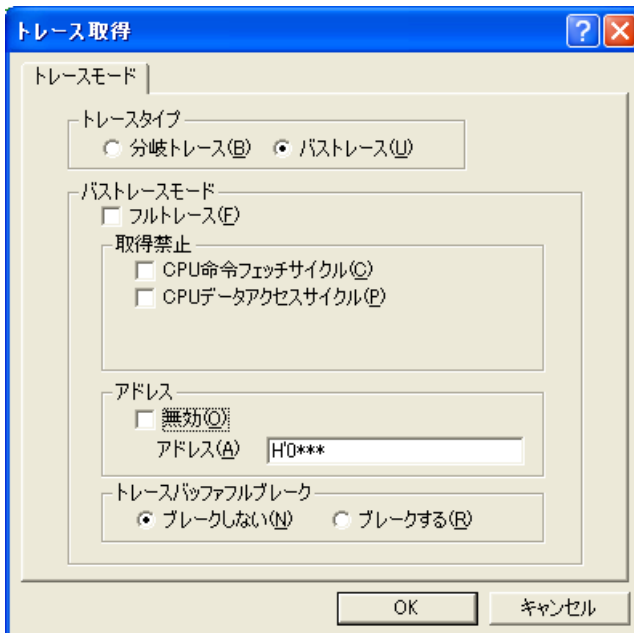 トレース取得
トレースモード
トレースタイプ
分岐トレース(B) バストレース(U)
バストレースモード
フルトレース(F)
取得禁止
CPU命令フェッチサイクル(C)
CPUデータアクセスサイクル(P)
アドレス
無効(O)
アドレス(A) H'0***
トレースバッファフルブレーク
ブレークしない(N) ブレークする(R)
OK キャンセル